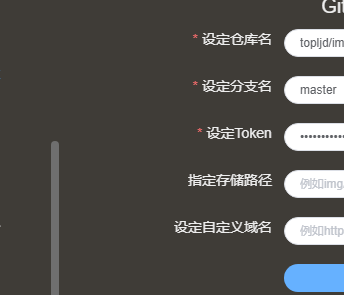 Git
* 设定仓库名
topljd/im
* 设定分支名
master
* 设定Token
••••••••••••
指定存储路径
例如img.
设定自定义域名
例如http